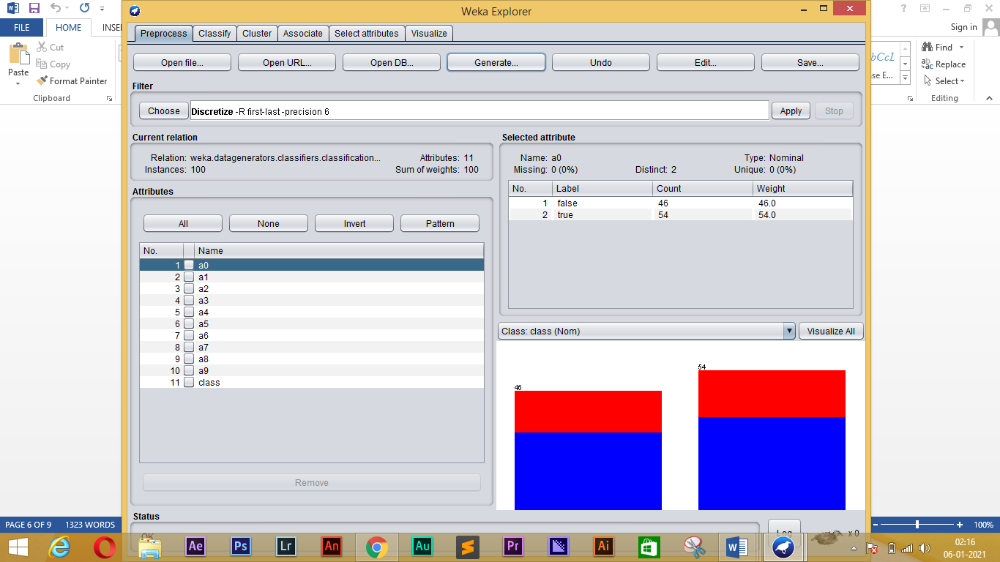 Weka Explorer
FILE
HOME
INSE
Sign in
Paste
Cut
Copy
Format Painter
Clipboard
bCcL
se E...
Find
Replace
Select
Editing
Preprocess Classify Cluster Associate Select attributes Visualize
Open file... Open URL... Open DB... Generate... Undo Edit... Save...
Filter
Choose Discretize -R first-last -precision 6 Apply Stop
Current relation
Relation: weka.datagenerators.classifiers.classification... Attributes: 11
Instances: 100 Sum of weights: 100
Attributes
All None Invert Pattern
No. Name
1 a0
2 a1
3 a2
4 a3
5 a4
6 a5
7 a6
8 a7
9 a8
10 a9
11 class
Remove
Selected attribute
Name: a0 Type: Nominal
Missing: 0 (0%) Distinct: 2 Unique: 0 (0%)
No. Label Count Weight
1 false 46 46.0
2 true 54 54.0
Class: class (Nom) Visualize All
46
54
Status
OK
Log
x 0
PAGE 6 OF 9 1323 WORDS
100%
Ae Ps Lr An Au Pr Ai
02:16
06-01-2021